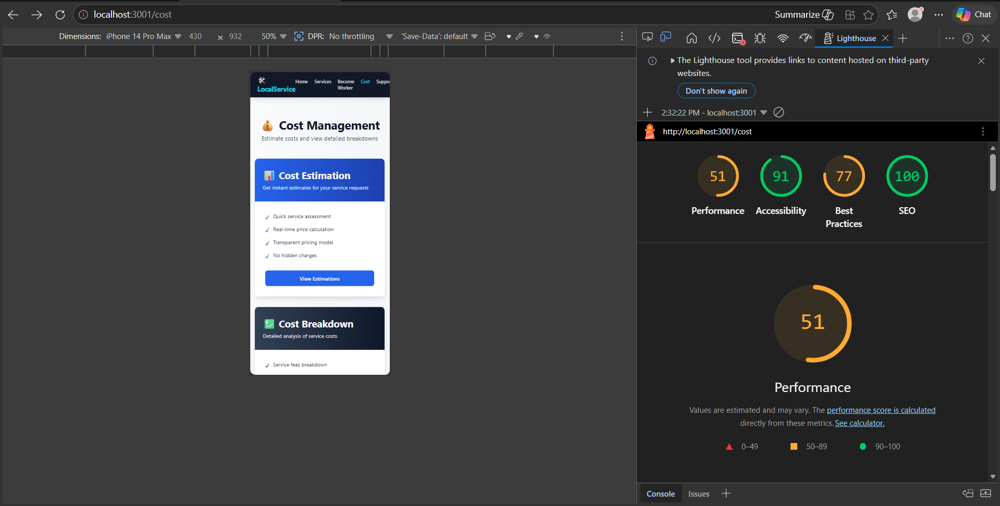 localhost:3001/cost
Summarize
Chat
Dimensions: iPhone 14 Pro Max 430 × 932 50% DPR: No throttling 'Save-Data': default
Lighthouse
The Lighthouse tool provides links to content hosted on third-party
websites.
Don't show again
2:32:22 PM - localhost:3001
http://localhost:3001/cost
51 91 77 100
Performance Accessibility Best SEO
Practices
51
Performance
Values are estimated and may vary. The performance score is calculated
directly from these metrics. See calculator.
0–49 50–89 90–100
Console Issues
LocalService
Home Services Become Cost Suppo
Worker
Cost Management
Estimate costs and view detailed breakdowns
Cost Estimation
Get instant estimates for your service requests
✓ Quick service assessment
✓ Real-time price calculation
✓ Transparent pricing model
✓ No hidden charges
View Estimations
Cost Breakdown
Detailed analysis of service costs
✓ Service fees breakdown